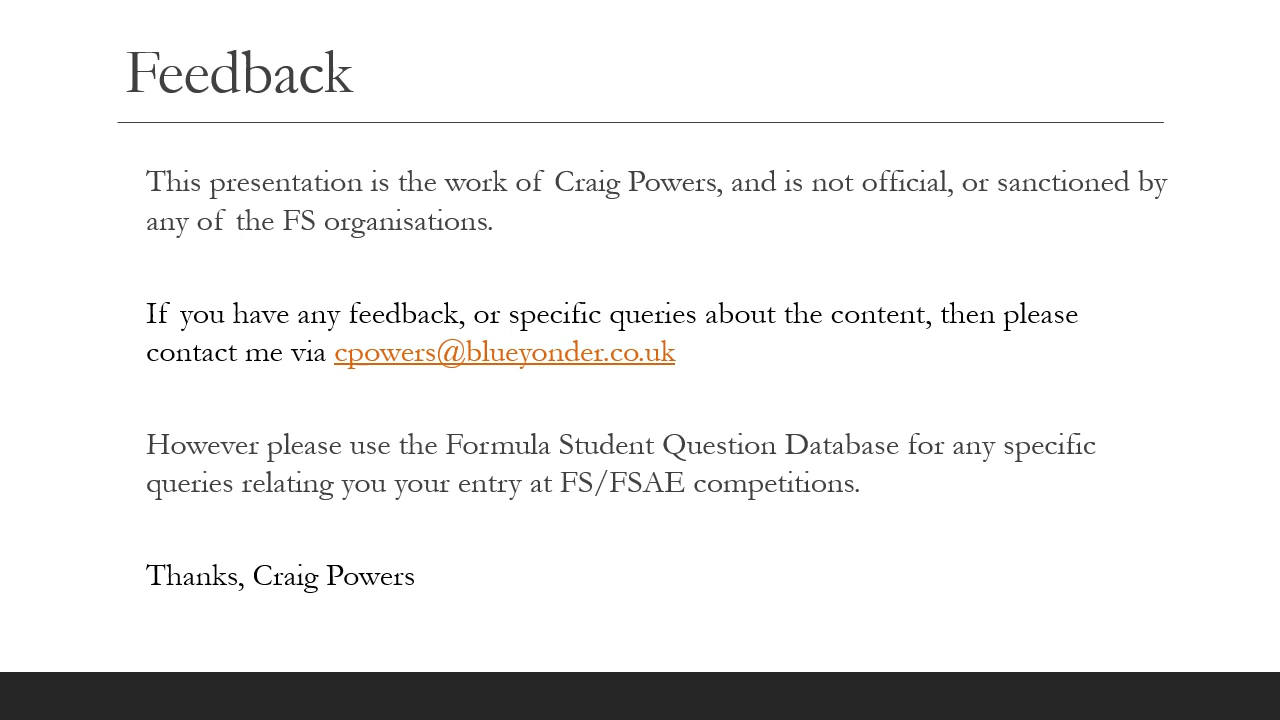 Feedback
This presentation is the work of Craig Powers, and is not official, or sanctioned by
any of the FS organisations.
If you have any feedback, or specific queries about the content, then please
contact me via cpowers@blueyonder.co.uk
However please use the Formula Student Question Database for any specific
queries relating you your entry at FS/FSAE competitions.
Thanks, Craig Powers